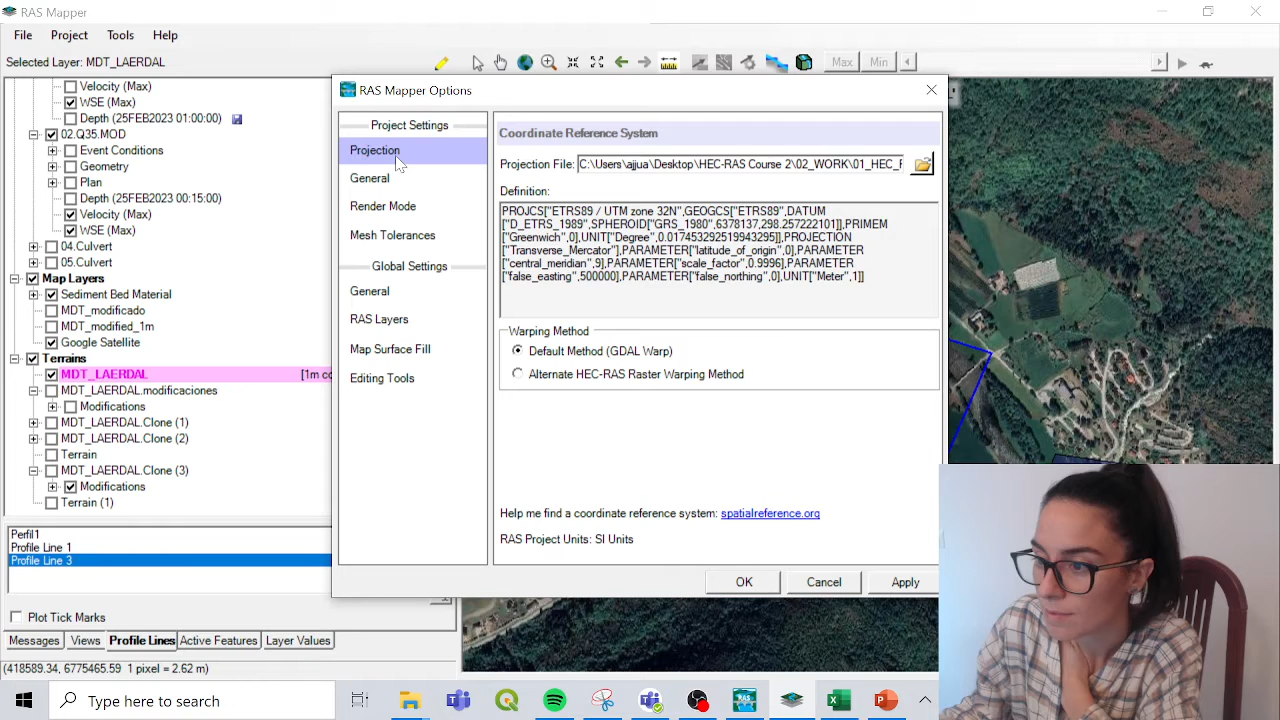 RAS Mapper
File Project Tools Help
Selected Layer: MDT_LAERDAL
Max Min
Velocity (Max)
WSE (Max)
Depth (25FEB2023 01:00:00)
02.Q35.MOD
Event Conditions
Geometry
Plan
Depth (25FEB2023 00:15:00)
Velocity (Max)
WSE (Max)
04.Culvert
05.Culvert
Map Layers
Sediment Bed Material
MDT_modificado
MDT_modified_1m
Google Satellite
Terrains
MDT_LAERDAL [1m co
MDT_LAERDAL.modificaciones
Modifications
MDT_LAERDAL.Clone (1)
MDT_LAERDAL.Clone (2)
Terrain
MDT_LAERDAL.Clone (3)
Modifications
Terrain (1)
Perfil1
Profile Line 1
Profile Line 3
Plot Tick Marks
Messages Views Profile Lines Active Features Layer Values
(418589.34, 6775465.59 1 pixel = 2.62 m)
RAS Mapper Options
Project Settings
Projection
General
Render Mode
Mesh Tolerances
Global Settings
General
RAS Layers
Map Surface Fill
Editing Tools
Coordinate Reference System
Projection File: C:\Users\ajjua\Desktop\HEC-RAS Course 2\02_WORK\01_HEC_F
Definition:
PROJCS["ETRS89 / UTM zone 32N",GEOGCS["ETRS89",DATUM
["D_ETRS_1989",SPHEROID["GRS_1980",6378137,298.257222101]],PRIMEM
["Greenwich",0],UNIT["Degree",0.017453292519943295]],PROJECTION
["Transverse_Mercator"],PARAMETER["latitude_of_origin",0],PARAMETER
["central_meridian",9],PARAMETER["scale_factor",0.9996],PARAMETER
["false_easting",500000],PARAMETER["false_northing",0],UNIT["Meter",1]]
Warping Method
Default Method (GDAL Warp)
Alternate HEC-RAS Raster Warping Method
Help me find a coordinate reference system: spatialreference.org
RAS Project Units: SI Units
OK Cancel Apply
Type here to search